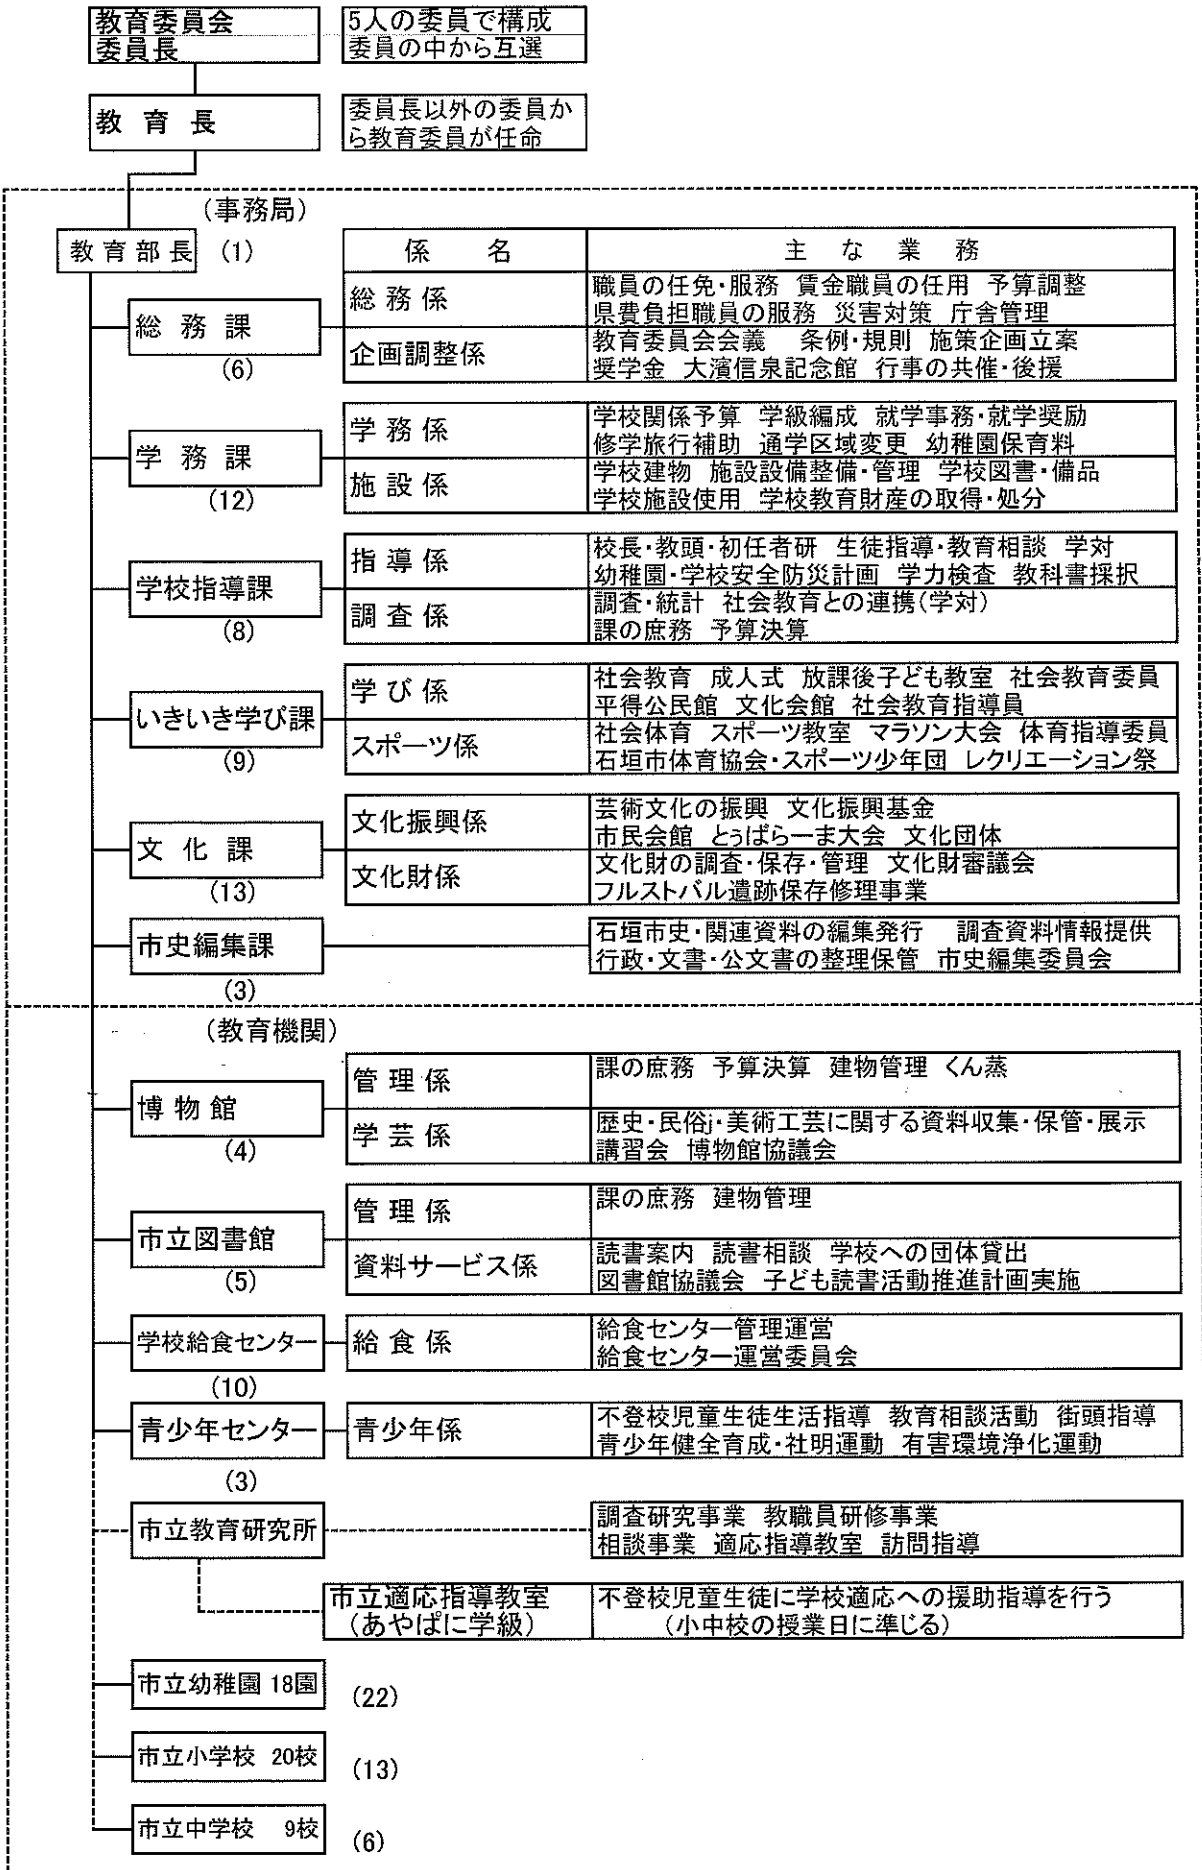 教育委員会
委員長
5人の委員で構成
委員の中から互選
教 育 長
委員長以外の委員か
ら教育委員が任命
(事務局)
教育部長 (1)
係 名 主 な 業 務
総 務 課
(6)
総 務 係
職員の任免・服務 賃金職員の任用 予算調整
県費負担職員の服務 災害対策 庁舎管理
企画調整係
教育委員会会議 条例・規則 施策企画立案
奨学金 大濱信泉記念館 行事の共催・後援
学 務 課
(12)
学 務 係
学校関係予算 学級編成 就学事務・就学奨励
修学旅行補助 通学区域変更 幼稚園保育料
施 設 係
学校建物 施設設備整備・管理 学校図書・備品
学校施設使用 学校教育財産の取得・処分
学校指導課
(8)
指 導 係
校長・教頭・初任者研 生徒指導・教育相談 学対
幼稚園・学校安全防災計画 学力検査 教科書採択
調 査 係
調査・統計 社会教育との連携(学対)
課の庶務 予算決算
いきいき学び課
(9)
学 び 係
社会教育 成人式 放課後子ども教室 社会教育委員
平得公民館 文化会館 社会教育指導員
スポーツ係
社会体育 スポーツ教室 マラソン大会 体育指導委員
石垣市体育協会・スポーツ少年団 レクリエーション祭
文 化 課
(13)
文化振興係
芸術文化の振興 文化振興基金
市民会館 とぅばらーま大会 文化団体
文化財係
文化財の調査・保存・管理 文化財審議会
フルストバル遺跡保存修理事業
市史編集課
(3)
石垣市史・関連資料の編集発行 調査資料情報提供
行政・文書・公文書の整理保管 市史編集委員会
(教育機関)
博 物 館
(4)
管 理 係
課の庶務 予算決算 建物管理 くん蒸
学 芸 係
歴史・民俗j・美術工芸に関する資料収集・保管・展示
講習会 博物館協議会
市立図書館
(5)
管 理 係
課の庶務 建物管理
資料サービス係
読書案内 読書相談 学校への団体貸出
図書館協議会 子ども読書活動推進計画実施
学校給食センター
(10)
給 食 係
給食センター管理運営
給食センター運営委員会
青少年センター
(3)
青少年係
不登校児童生徒生活指導 教育相談活動 街頭指導
青少年健全育成・社明運動 有害環境浄化運動
市立教育研究所
調査研究事業 教職員研修事業
相談事業 適応指導教室 訪問指導
市立適応指導教室
(あやぱに学級)
不登校児童生徒に学校適応への援助指導を行う
(小中校の授業日に準じる)
市立幼稚園 18園 (22)
市立小学校 20校 (13)
市立中学校 9校 (6)